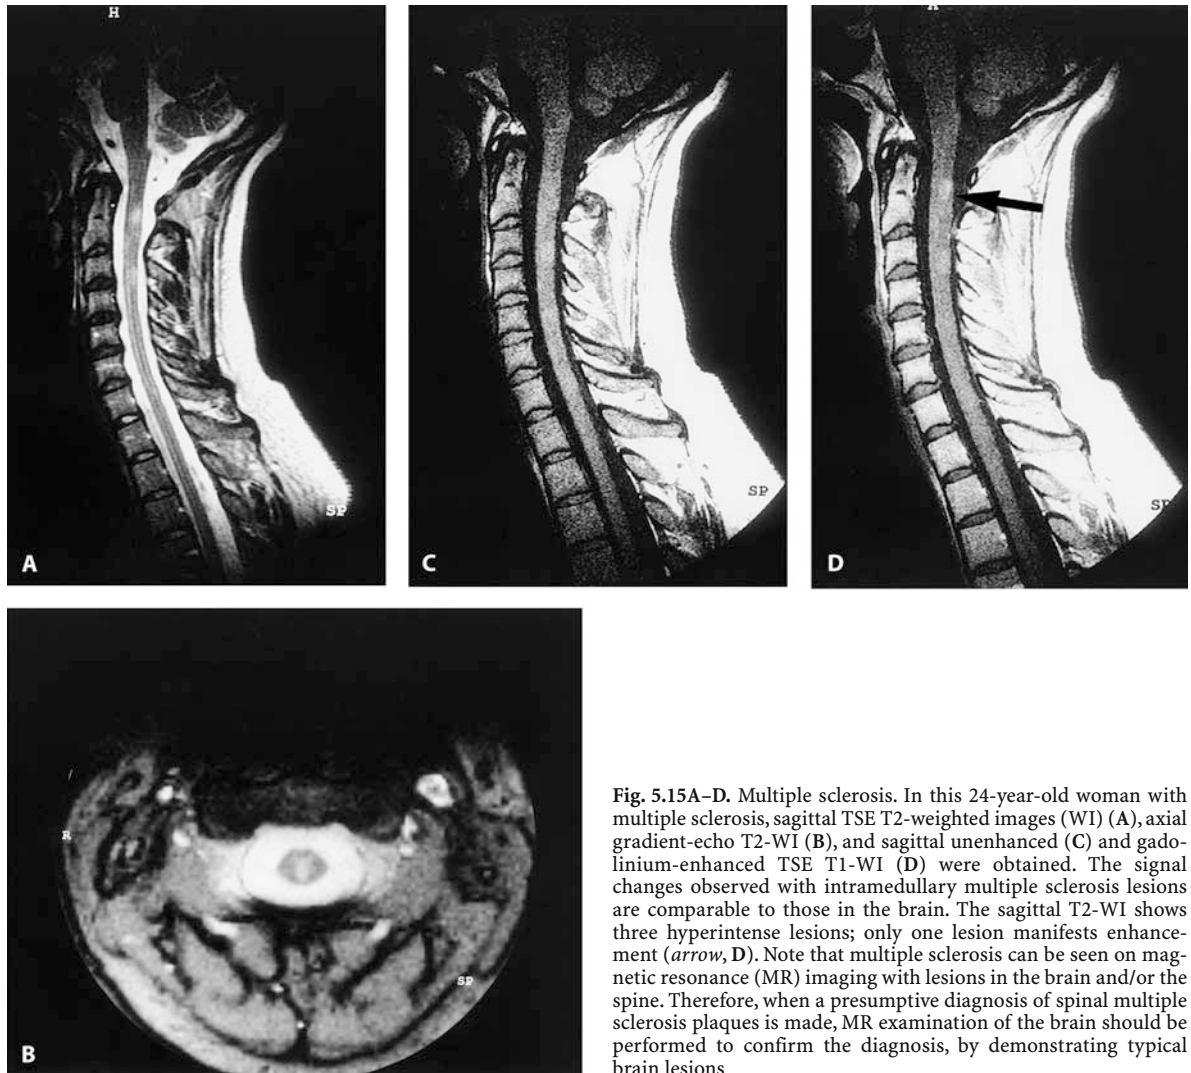 H
A
SP
SP
SP
A
C
D
R
SP
B
Fig. 5.15A–D. Multiple sclerosis. In this 24-year-old woman with
multiple sclerosis, sagittal TSE T2-weighted images (WI) (A), axial
gradient-echo T2-WI (B), and sagittal unenhanced (C) and gado-
linium-enhanced TSE T1-WI (D) were obtained. The signal
changes observed with intramedullary multiple sclerosis lesions
are comparable to those in the brain. The sagittal T2-WI shows
three hyperintense lesions; only one lesion manifests enhance-
ment (arrow, D). Note that multiple sclerosis can be seen on mag-
netic resonance (MR) imaging with lesions in the brain and/or the
spine. Therefore, when a presumptive diagnosis of spinal multiple
sclerosis plaques is made, MR examination of the brain should be
performed to confirm the diagnosis, by demonstrating typical
brain lesions